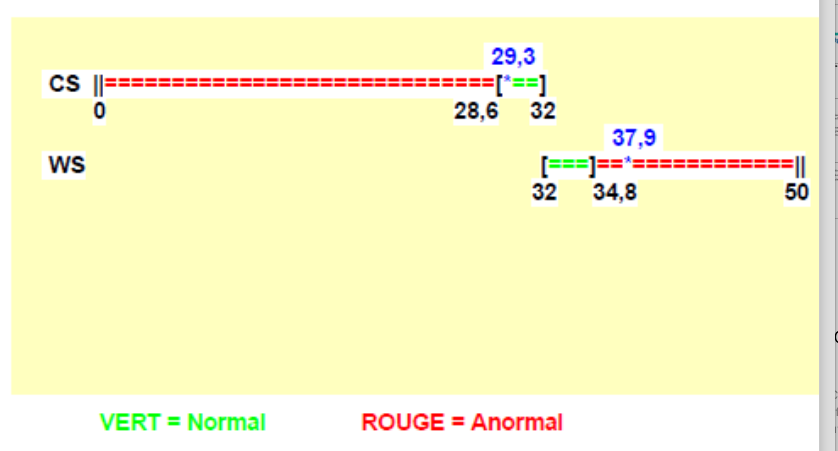 29,3
CS ||=============================[*==]
0 28,6 32
37,9
WS [===]==*============||
32 34,8 50
VERT = Normal ROUGE = Anormal